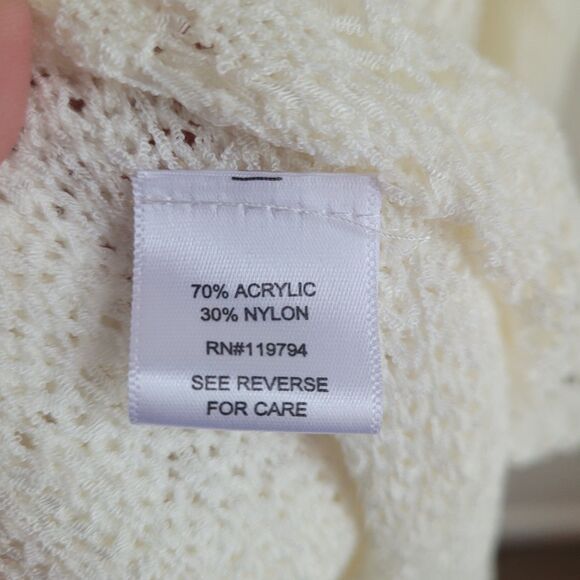 70% ACRYLIC
30% NYLON
RN#119794
SEE REVERSE
FOR CARE